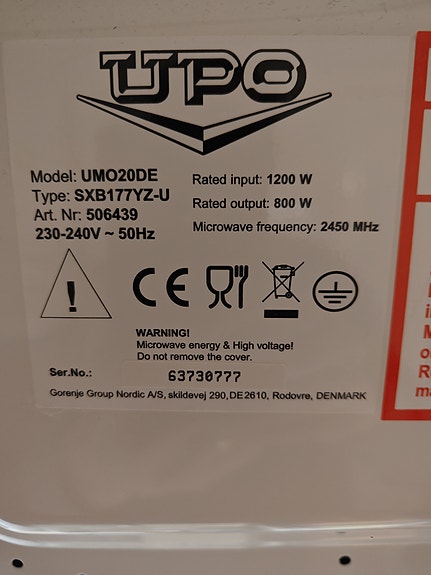 UPO
Model: UMO20DE
Type: SXB177YZ-U
Art. Nr: 506439
230-240V ~ 50Hz
Rated input: 1200 W
Rated output: 800 W
Microwave frequency: 2450 MHz
!
CE
WARNING!
Microwave energy & High voltage!
Do not remove the cover.
Ser.No.: 63730777
Gorenje Group Nordic A/S, skildevej 290, DE2610, Rodovre, DENMARK